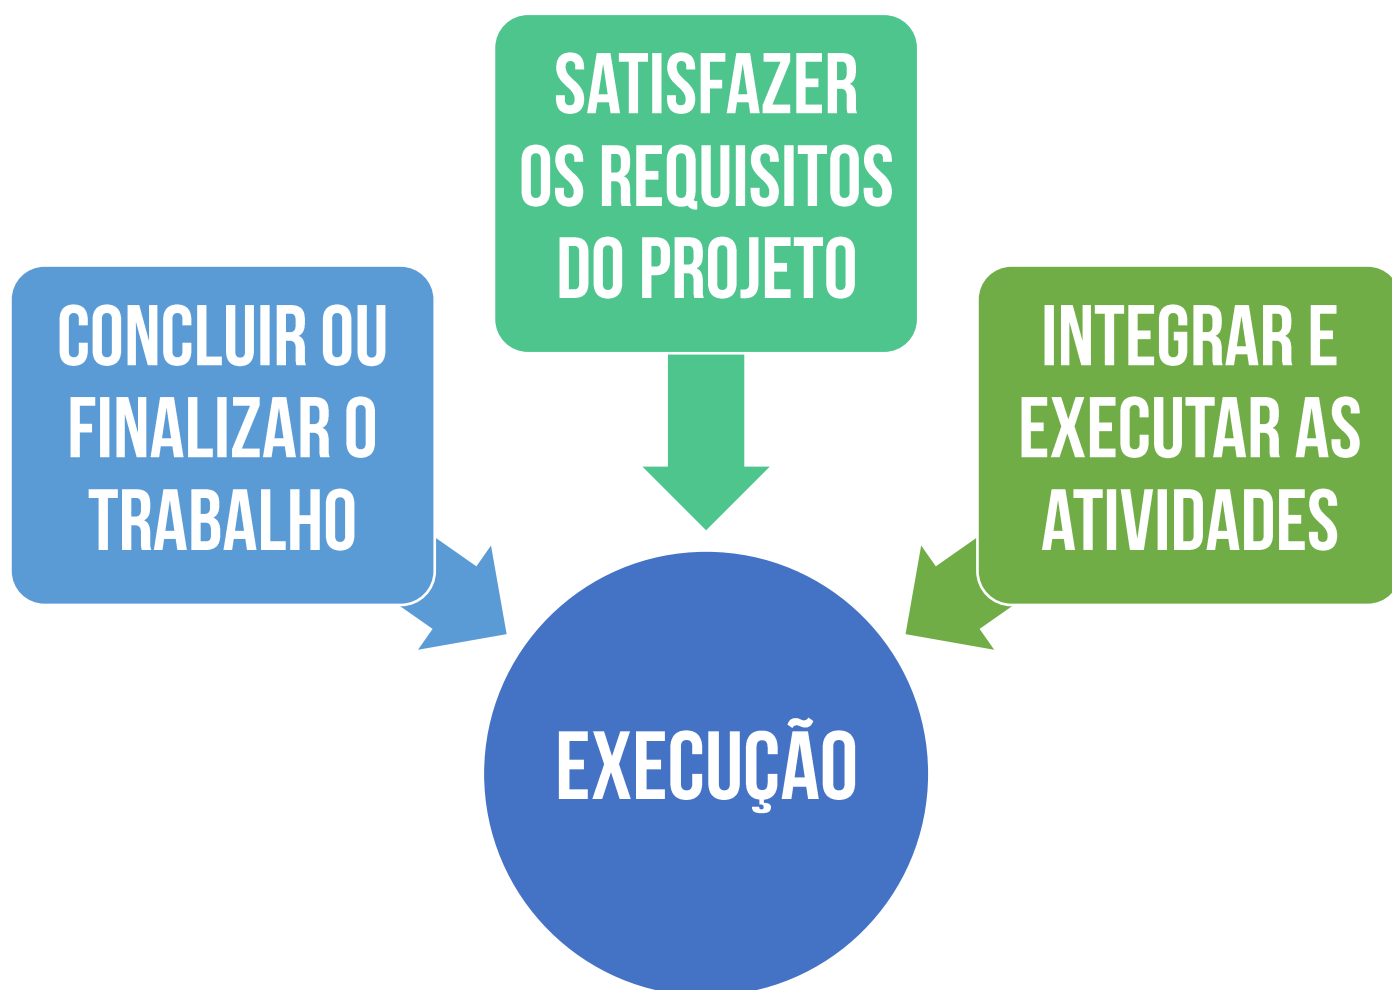 SATISFAZER
OS REQUISITOS
DO PROJETO
CONCLUIR OU
FINALIZAR O
TRABALHO
INTEGRAR E
EXECUTAR AS
ATIVIDADES
EXECUÇÃO